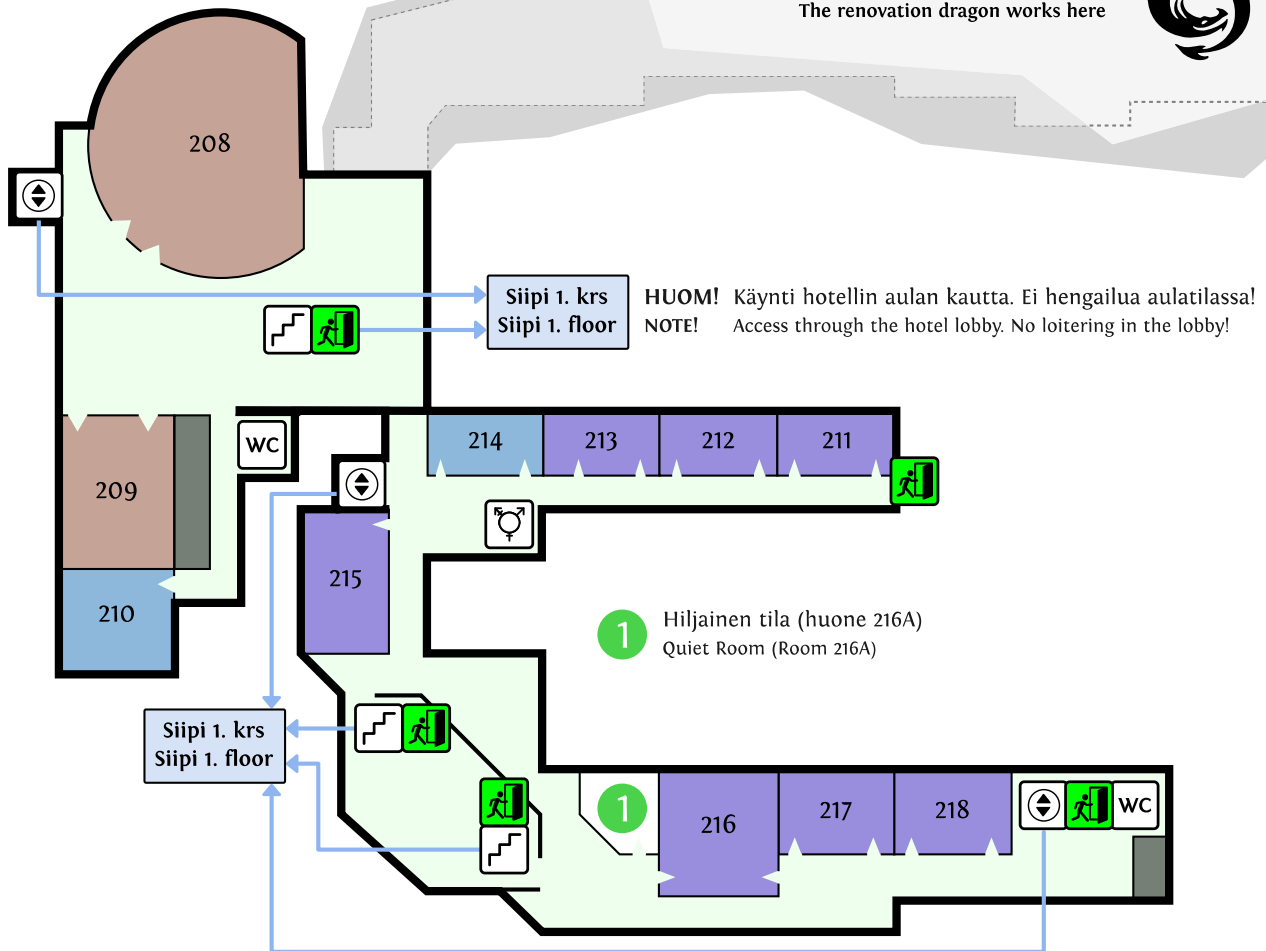 The renovation dragon works here
208
Siipi 1. krs
Siipi 1. floor
HUOM! Käynti hotellin aulan kautta. Ei hengailua aulatilassa!
NOTE! Access through the hotel lobby. No loitering in the lobby!
WC
214
213
212
211
209
215
210
1 Hiljainen tila (huone 216A)
Quiet Room (Room 216A)
Siipi 1. krs
Siipi 1. floor
1
216
217
218
WC